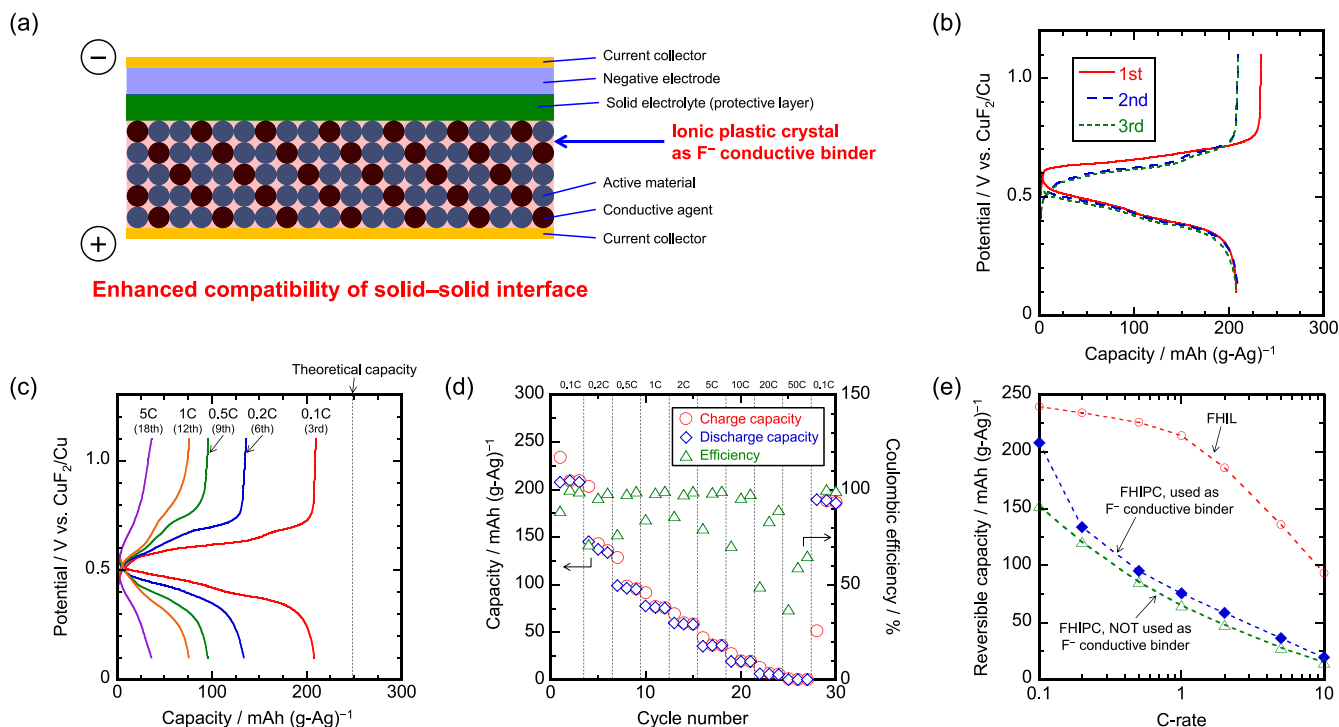 (a)
−
+
Current collector
Negative electrode
Solid electrolyte (protective layer)
Ionic plastic crystal
as F⁻ conductive binder
Active material
Conductive agent
Current collector
Enhanced compatibility of solid–solid interface
(b)
1st
2nd
3rd
1.0
0.5
0
0
100
200
300
Potential / V vs. CuF₂/Cu
Capacity / mAh (g-Ag)⁻¹
(c)
Theoretical capacity
5C
(18th)
1C
(12th)
0.5C
(9th)
0.2C
(6th)
0.1C
(3rd)
1.0
0.5
0
0
100
200
300
Potential / V vs. CuF₂/Cu
Capacity / mAh (g-Ag)⁻¹
(d)
0.1C 0.2C 0.5C 1C 2C 5C 10C 20C 50C 0.1C
Charge capacity
Discharge capacity
Efficiency
300
250
200
150
100
50
0
150
100
50
0
0
10
20
30
Capacity / mAh (g-Ag)⁻¹
Coulombic efficiency / %
Cycle number
(e)
FHIL
FHIPC, used as
F⁻ conductive binder
FHIPC, NOT used as
F⁻ conductive binder
250
200
150
100
50
0
0.1
1
10
Reversible capacity / mAh (g-Ag)⁻¹
C-rate